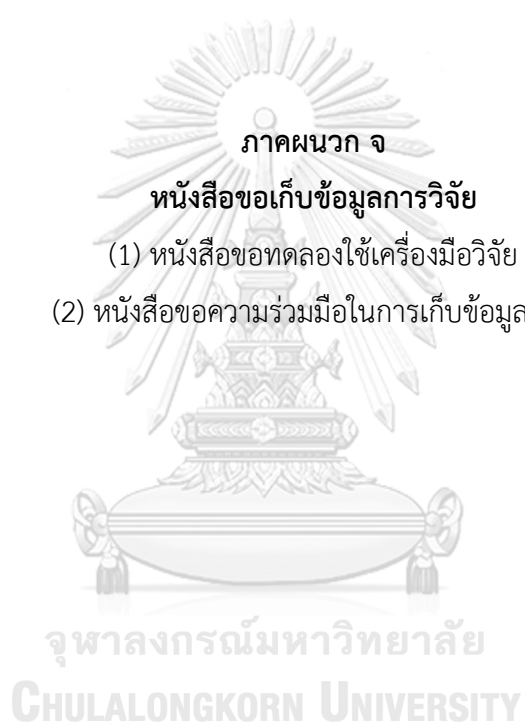 ภาคผนวก จ
หนังสือขอเก็บข้อมูลการวิจัย
(1) หนังสือขอทดลองใช้เครื่องมือวิจัย
(2) หนังสือขอความร่วมมือในการเก็บข้อมูล
จุฬาลงกรณ์มหาวิทยาลัย
CHULALONGKORN UNIVERSITY